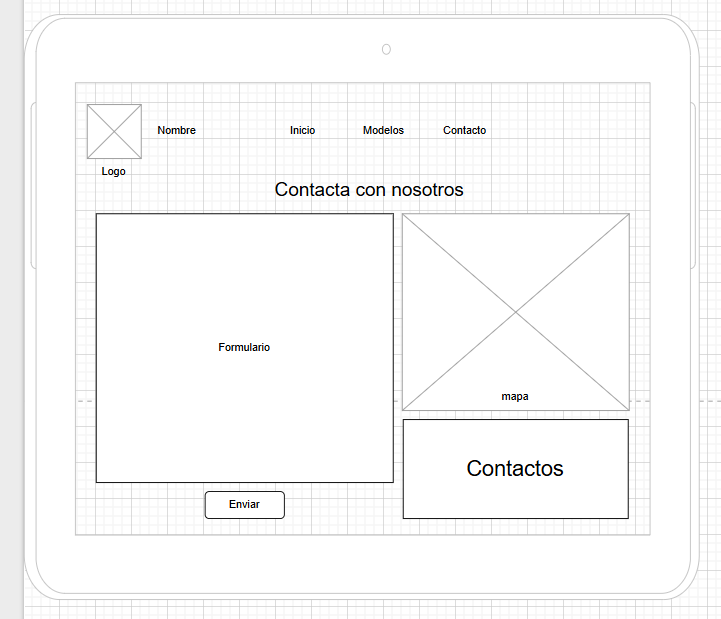 Nombre
Inicio
Modelos
Contacto
Logo
Contacta con nosotros
Formulario
mapa
Contactos
Enviar